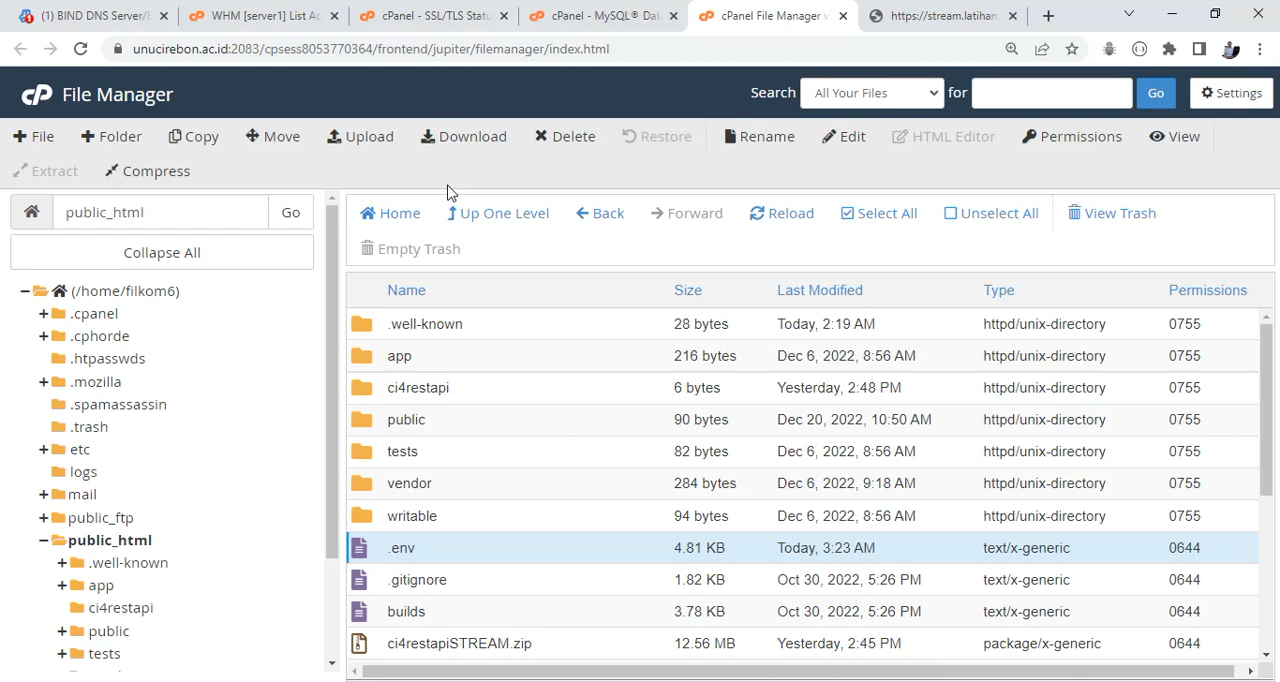 (1) BIND DNS Server/E
WHM [server1] List Ac
cPanel - SSL/TLS Statu
cPanel - MySQL® Dat
cPanel File Manager v
https://stream.latihan.
unucirebon.ac.id:2083/cpsess8053770364/frontend/jupiter/filemanager/index.html
cP File Manager
Search All Your Files for Go Settings
File Folder Copy Move Upload Download Delete Restore Rename Edit HTML Editor Permissions View
Extract Compress
public_html Go
Collapse All
(/home/filkom6)
.cpanel
.cphorde
.htpasswds
.mozilla
.spamassassin
.trash
etc
logs
mail
public_ftp
public_html
.well-known
app
ci4restapi
public
tests
Home Up One Level Back Forward Reload Select All Unselect All View Trash
Empty Trash
Name Size Last Modified Type Permissions
.well-known 28 bytes Today, 2:19 AM httpd/unix-directory 0755
app 216 bytes Dec 6, 2022, 8:56 AM httpd/unix-directory 0755
ci4restapi 6 bytes Yesterday, 2:48 PM httpd/unix-directory 0755
public 90 bytes Dec 20, 2022, 10:50 AM httpd/unix-directory 0755
tests 82 bytes Dec 6, 2022, 8:56 AM httpd/unix-directory 0755
vendor 284 bytes Dec 6, 2022, 9:18 AM httpd/unix-directory 0755
writable 94 bytes Dec 6, 2022, 8:56 AM httpd/unix-directory 0755
.env 4.81 KB Today, 3:23 AM text/x-generic 0644
.gitignore 1.82 KB Oct 30, 2022, 5:26 PM text/x-generic 0644
builds 3.78 KB Oct 30, 2022, 5:26 PM text/x-generic 0644
ci4restapiSTREAM.zip 12.56 MB Yesterday, 2:45 PM package/x-generic 0644